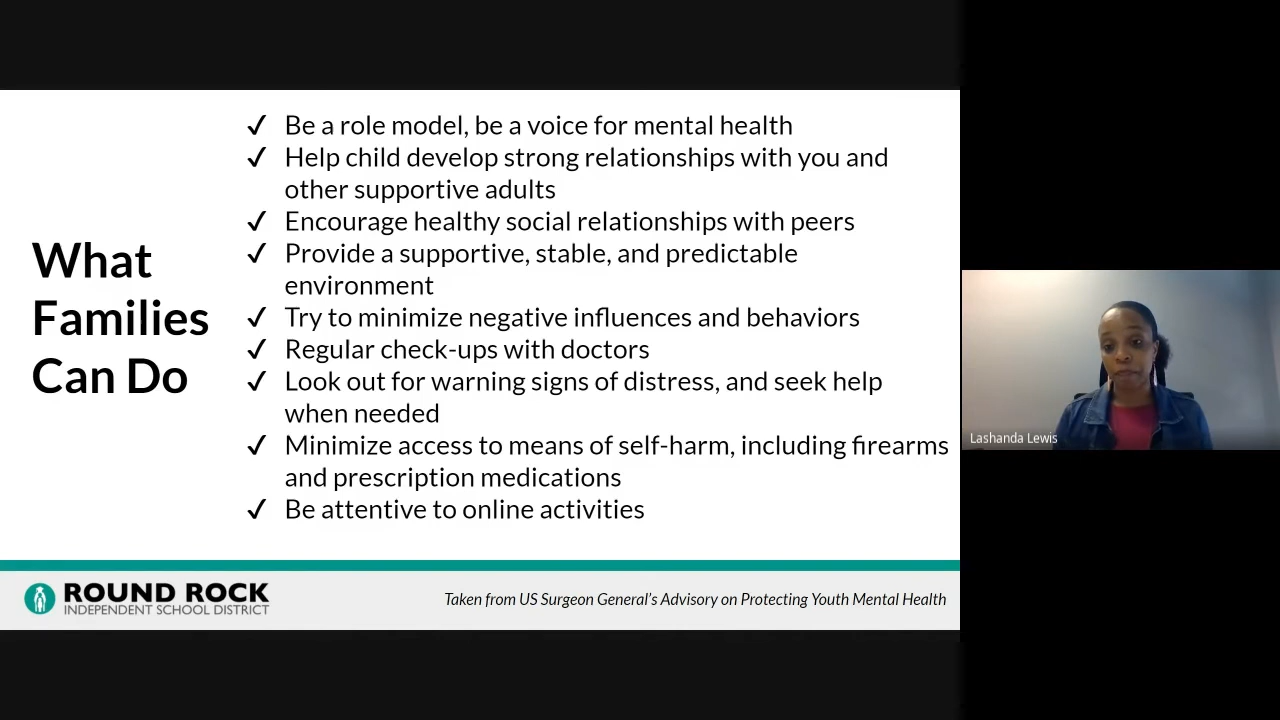 What
Families
Can Do
✓ Be a role model, be a voice for mental health
✓ Help child develop strong relationships with you and
other supportive adults
✓ Encourage healthy social relationships with peers
✓ Provide a supportive, stable, and predictable
environment
✓ Try to minimize negative influences and behaviors
✓ Regular check-ups with doctors
✓ Look out for warning signs of distress, and seek help
when needed
✓ Minimize access to means of self-harm, including firearms
and prescription medications
✓ Be attentive to online activities
ROUND ROCK
INDEPENDENT SCHOOL DISTRICT
Taken from US Surgeon General's Advisory on Protecting Youth Mental Health
Lashanda Lewis